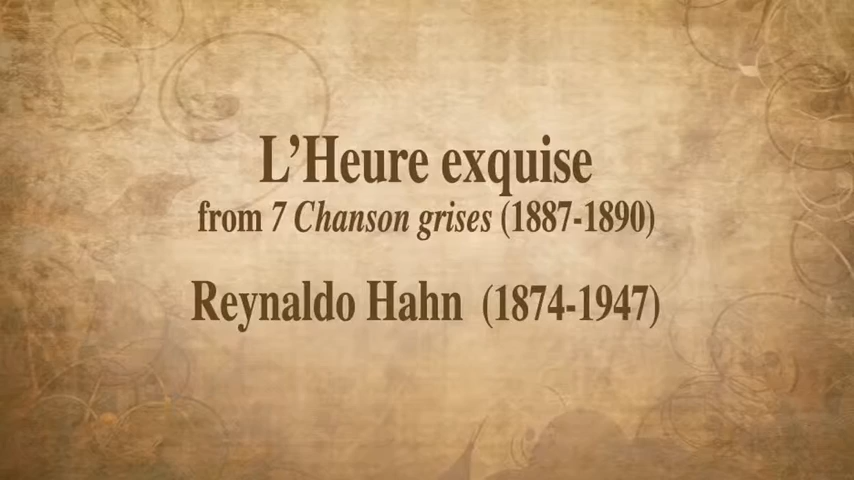 L’Heure exquise
from 7 Chanson grises (1887-1890)
Reynaldo Hahn (1874-1947)